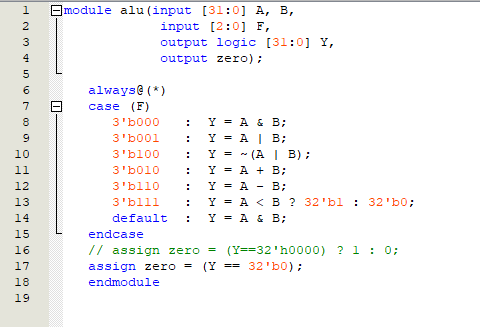 1 module alu(input [31:0] A, B,
2 input [2:0] F,
3 output logic [31:0] Y,
4 output zero);
5
6 always@(*)
7 case (F)
8 3'b000 : Y = A & B;
9 3'b001 : Y = A | B;
10 3'b100 : Y = ~(A | B);
11 3'b010 : Y = A + B;
12 3'b110 : Y = A - B;
13 3'b111 : Y = A < B ? 32'b1 : 32'b0;
14 default : Y = A & B;
15 endcase
16 // assign zero = (Y==32'h0000) ? 1 : 0;
17 assign zero = (Y == 32'b0);
18 endmodule
19